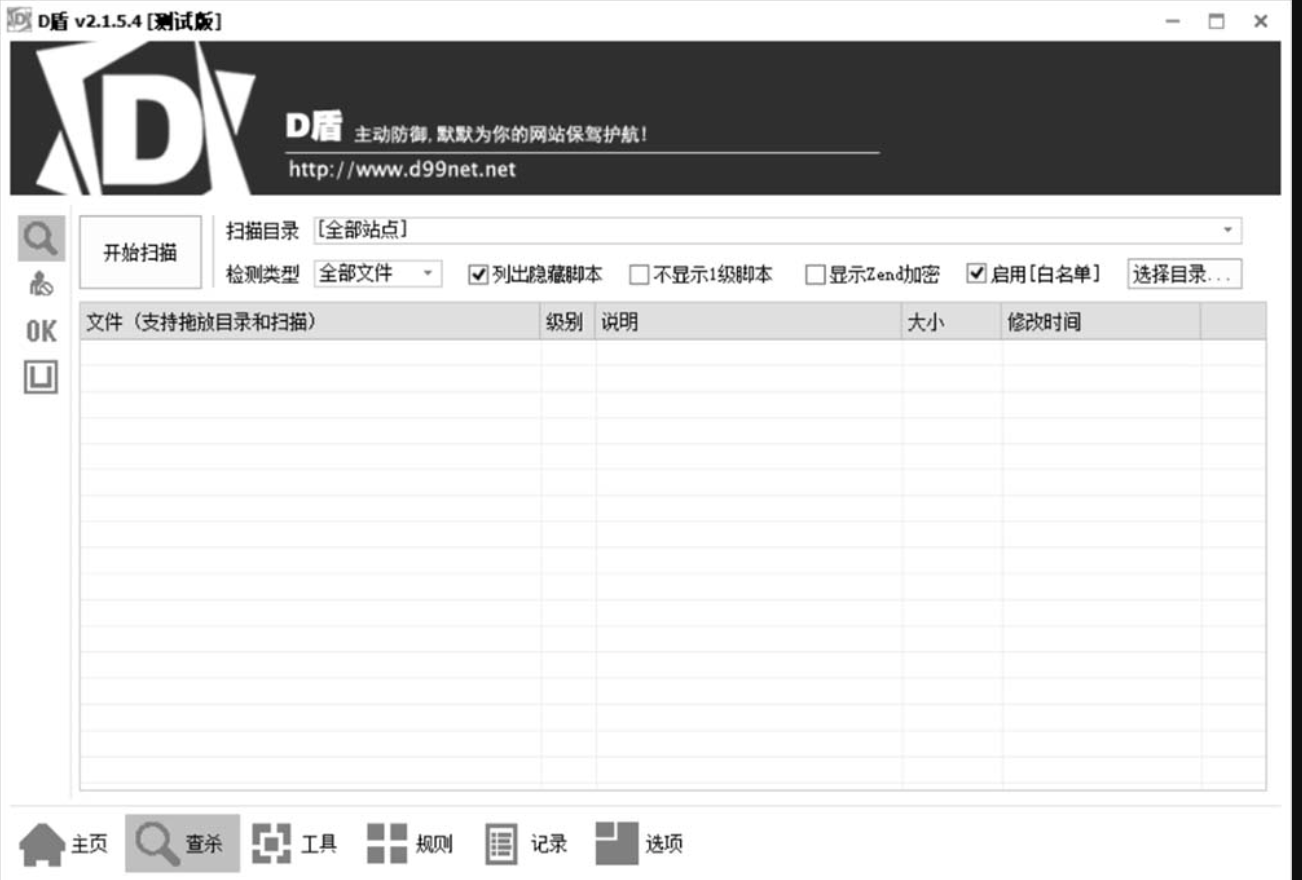 D盾 v2.1.5.4 [测试版]
D
D盾 主动防御,默默为你的网站保驾护航!
http://www.d99net.net
开始扫描
扫描目录 [全部站点]
检测类型 全部文件 列出隐藏脚本 不显示1级脚本 显示Zend加密 启用[白名单] 选择目录...
OK
文件（支持拖放目录和扫描） 级别 说明 大小 修改时间
主页 查杀 工具 规则 记录 选项